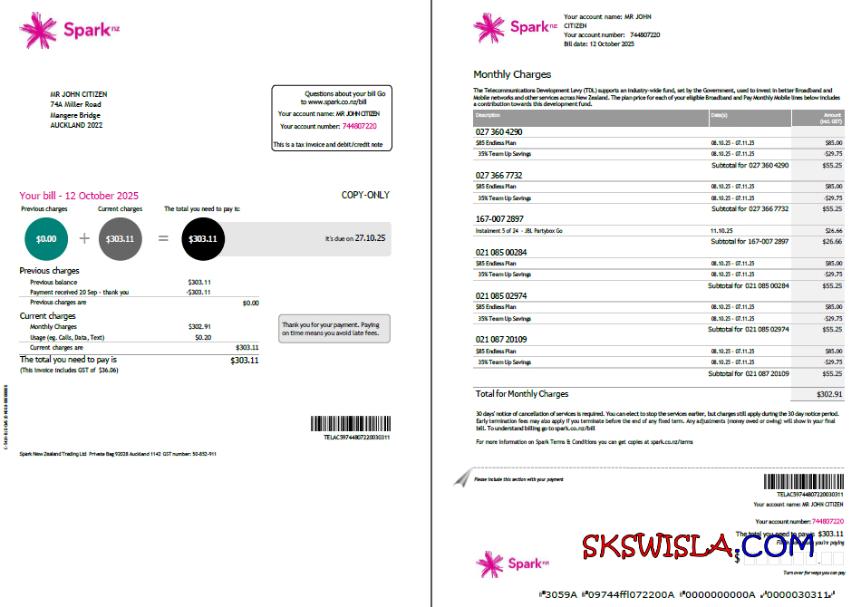 Spark nz
MR JOHN CITIZEN
74A Miller Road
Mangere Bridge
AUCKLAND 2022
Questions about your bill Go
to www.spark.co.nz/bill
Your account name: MR JOHN CITIZEN
Your account number: 744807220
This is a tax invoice and debit/credit note
Your bill - 12 October 2025
COPY-ONLY
Previous charges Current charges The total you need to pay is:
$0.00 + $303.11 = $303.11 It's due on 27.10.25
Previous charges
Previous balance $303.11
Payment received 20 Sep - thank you -$303.11
Previous charges are $0.00
Current charges
Monthly Charges $302.91
Usage (eg. Calls, Data, Text) $0.20
Current charges are $303.11
The total you need to pay is $303.11
(This invoice includes GST of $36.06)
Thank you for your payment. Paying
on time means you avoid late fees.
TELAC59744807220030311
Spark New Zealand Trading Ltd Private Bag 92028 Auckland 1142 GST number: 50-852-911
Spark nz
Your account name: MR JOHN
CITIZEN
Your account number: 744807220
Bill date: 12 October 2025
Monthly Charges
The Telecommunications Development Levy (TDL) supports an industry-wide fund, set by the Government, used to invest in better Broadband and
Mobile networks and other services across New Zealand. The plan price for each of your eligible Broadband and Pay Monthly Mobile lines below includes
a contribution towards this development fund.
Description Date(s) Amount
(incl. GST)
027 360 4290
$85 Endless Plan 08.10.25 - 07.11.25 $85.00
35% Team Up Savings 08.10.25 - 07.11.25 -$29.75
Subtotal for 027 360 4290 $55.25
027 366 7732
$85 Endless Plan 08.10.25 - 07.11.25 $85.00
35% Team Up Savings 08.10.25 - 07.11.25 -$29.75
Subtotal for 027 366 7732 $55.25
167-007 2897
Instalment 5 of 24 - JBL Partybox Go 11.10.25 $26.66
Subtotal for 167-007 2897 $26.66
021 085 00284
$85 Endless Plan 08.10.25 - 07.11.25 $85.00
35% Team Up Savings 08.10.25 - 07.11.25 -$29.75
Subtotal for 021 085 00284 $55.25
021 085 02974
$85 Endless Plan 08.10.25 - 07.11.25 $85.00
35% Team Up Savings 08.10.25 - 07.11.25 -$29.75
Subtotal for 021 085 02974 $55.25
021 087 20109
$85 Endless Plan 08.10.25 - 07.11.25 $85.00
35% Team Up Savings 08.10.25 - 07.11.25 -$29.75
Subtotal for 021 087 20109 $55.25
Total for Monthly Charges $302.91
30 days' notice of cancellation of services is required. You can elect to stop the services earlier, but charges still apply during the 30 day notice period.
Early termination fees may also apply if you terminate before the end of any fixed term. Any adjustments (money owed or owing) will show in your final
bill. To understand billing go to spark.co.nz/bill
For more information on Spark Terms & Conditions you can get copies at spark.co.nz/terms
Please include this section with your payment
TELAC59744807220030311
Your account name: MR JOHN CITIZEN
Your account number: 744807220
The total you need to pay is $303.11
you're paying
SKSWISLA.COM
$
Spark nz
Turn over for ways you can pay
⑈3059A ⑈09744ffl072200A ⑈0000000000A ⑇0000030311⑇